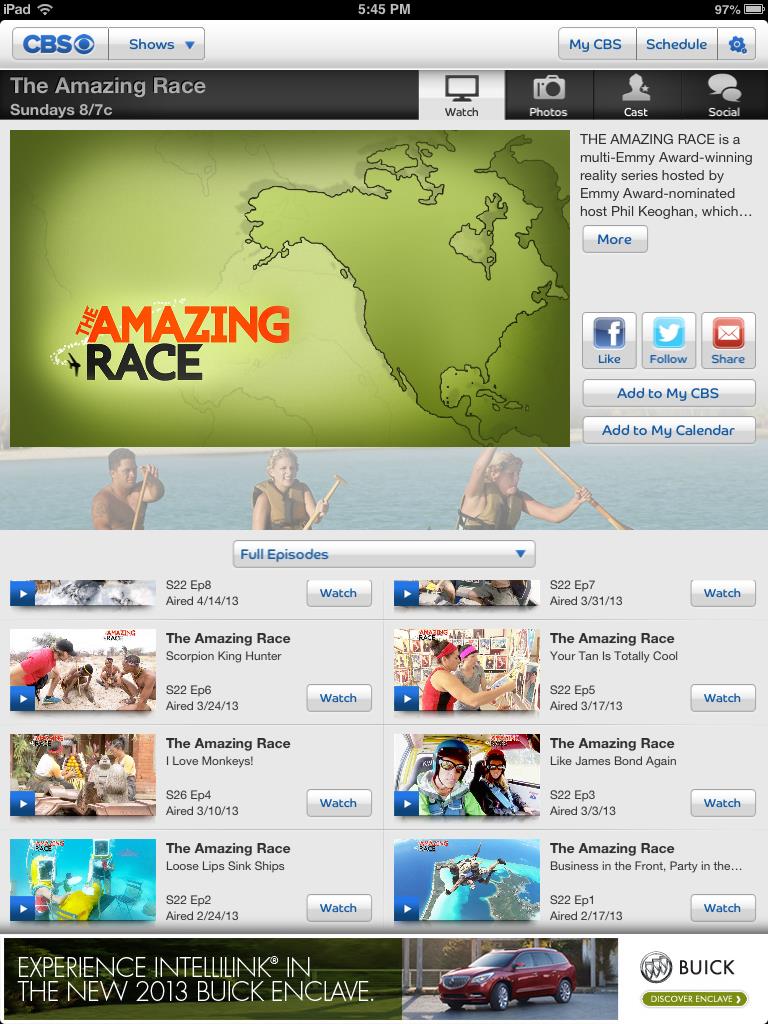 iPad 5:45 PM 97%
CBS Shows My CBS Schedule
The Amazing Race
Sundays 8/7c
Watch Photos Cast Social
THE AMAZING RACE is a
multi-Emmy Award-winning
reality series hosted by
Emmy Award-nominated
host Phil Keoghan, which…
More
THE AMAZING
RACE
Like Follow Share
Add to My CBS
Add to My Calendar
Full Episodes
S22 Ep8
Aired 4/14/13
Watch
S22 Ep7
Aired 3/31/13
Watch
The Amazing Race
Scorpion King Hunter
S22 Ep6
Aired 3/24/13
Watch
The Amazing Race
Your Tan Is Totally Cool
S22 Ep5
Aired 3/17/13
Watch
The Amazing Race
I Love Monkeys!
S26 Ep4
Aired 3/10/13
Watch
The Amazing Race
Like James Bond Again
S22 Ep3
Aired 3/3/13
Watch
The Amazing Race
Loose Lips Sink Ships
S22 Ep2
Aired 2/24/13
Watch
The Amazing Race
Business in the Front, Party in the…
S22 Ep1
Aired 2/17/13
Watch
EXPERIENCE INTELLILINK® IN
THE NEW 2013 BUICK ENCLAVE.
BUICK
DISCOVER ENCLAVE